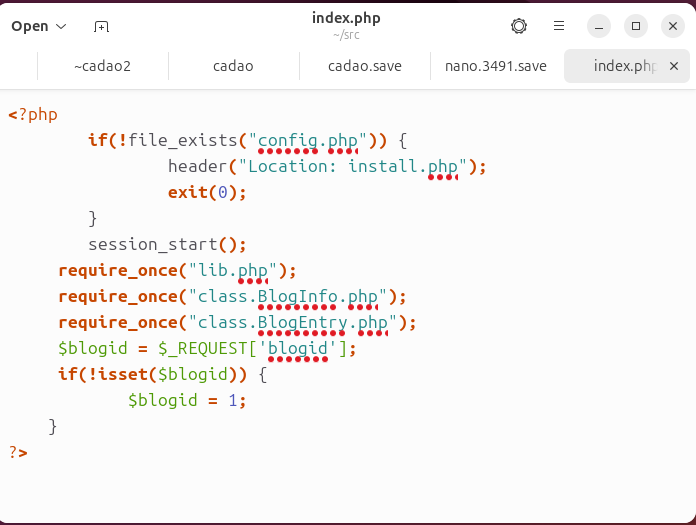 Open
index.php
~/src
~cadao2 cadao cadao.save nano.3491.save index.php
<?php
if(!file_exists("config.php")) {
header("Location: install.php");
exit(0);
}
session_start();
require_once("lib.php");
require_once("class.BlogInfo.php");
require_once("class.BlogEntry.php");
$blogid = $_REQUEST['blogid'];
if(!isset($blogid)) {
$blogid = 1;
}
?>